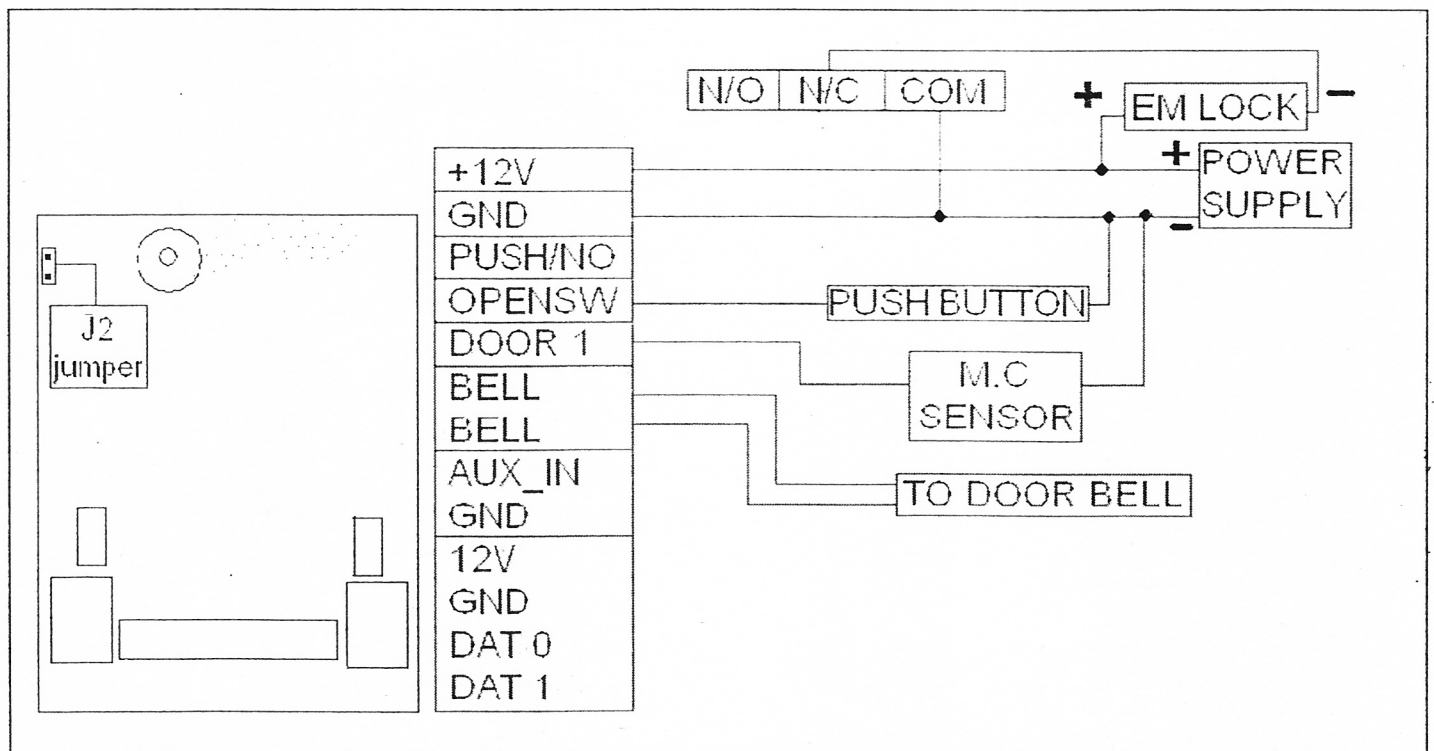 N/O N/C COM
+ EM LOCK −
+ POWER
SUPPLY
−
+12V
GND
PUSH/NO
OPENSW
DOOR 1
BELL
BELL
AUX_IN
GND
12V
GND
DAT 0
DAT 1
J2
jumper
PUSH BUTTON
M.C
SENSOR
TO DOOR BELL